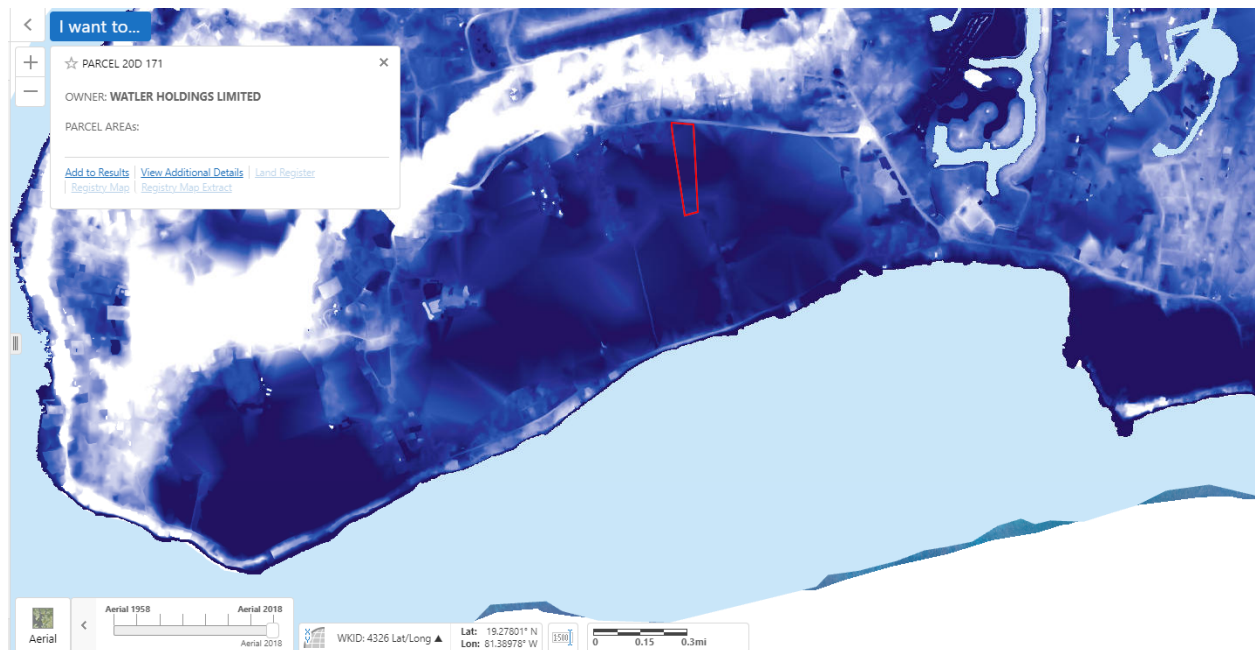 I want to...
PARCEL 20D 171
OWNER: WATLER HOLDINGS LIMITED
PARCEL AREAs:
Add to Results View Additional Details Land Register
Registry Map Registry Map Extract
Aerial 1958 Aerial 2018
Aerial 2018
Aerial
WKID: 4326 Lat/Long ▲
Lat: 19.27801° N
Lon: 81.38978° W
0 0.15 0.3mi